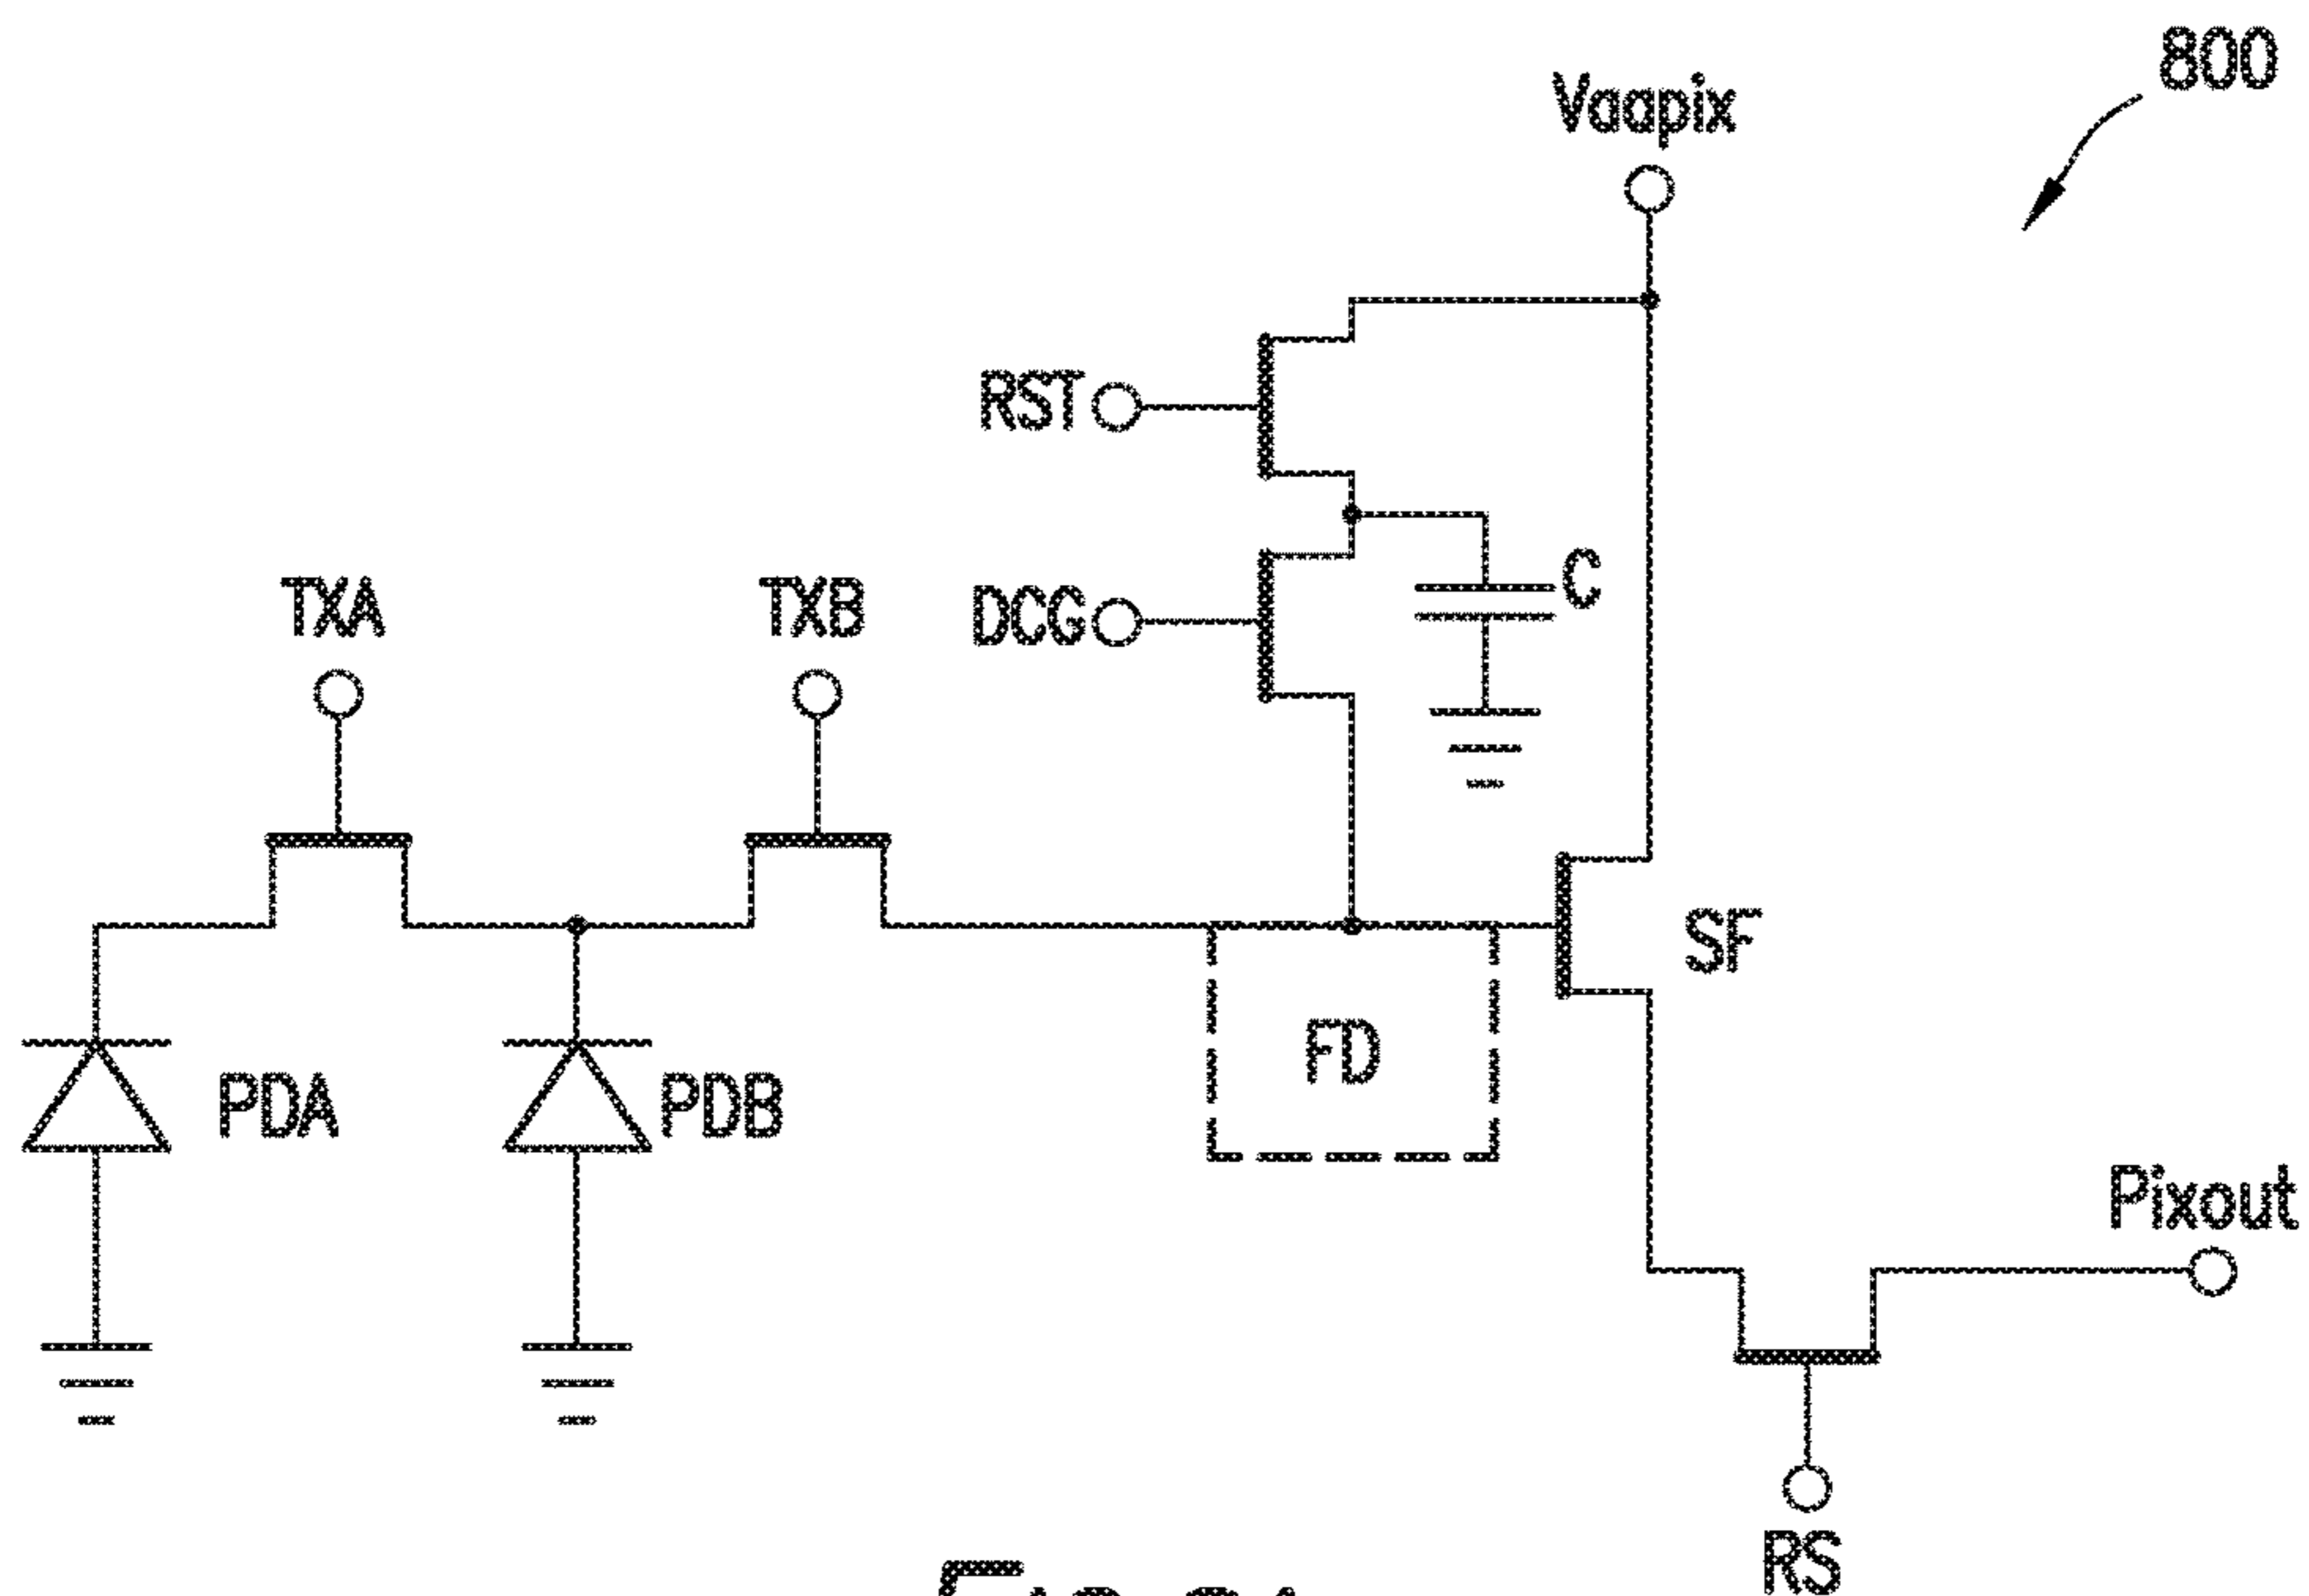 800
Vaapix
RST
DCG
C
TXA
TXB
SF
FD
PDA
PDB
Pixout
RS